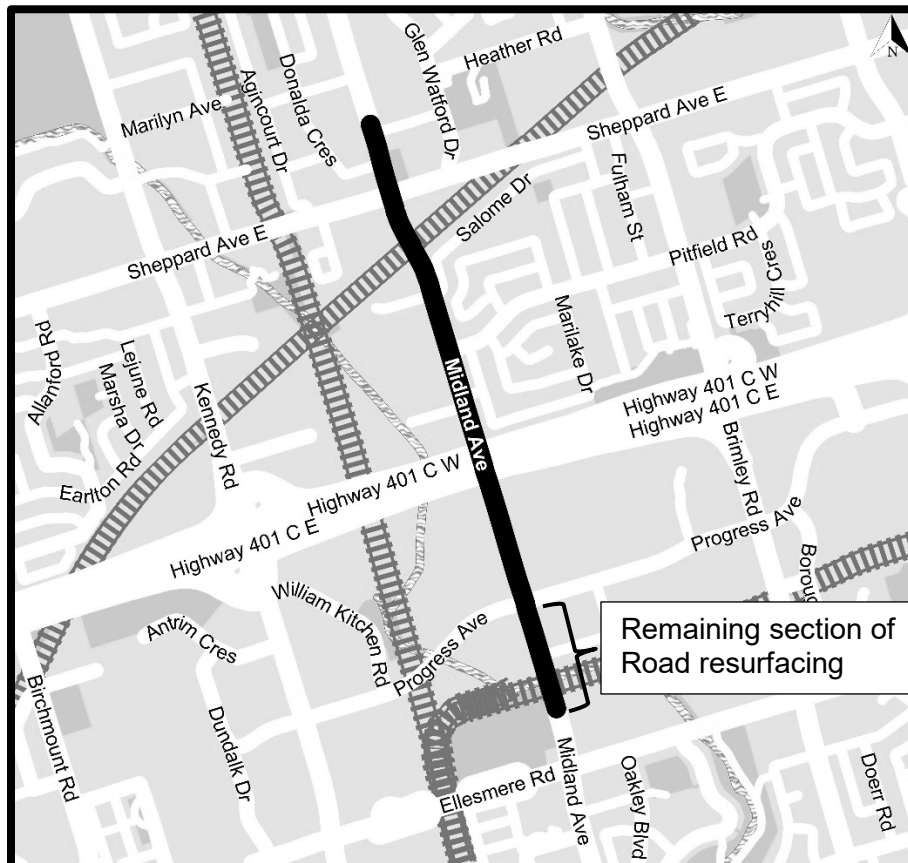 Glen Watford Dr
Heather Rd
N
Donalda Cres
Agincourt Dr
Marilyn Ave
Sheppard Ave E
Fulham St
Salome Dr
Sheppard Ave E
Pitfield Rd
Terryhill Cres
Marilake Dr
Allanford Rd
Lejune Rd
Marsha Dr
Kennedy Rd
Midland Ave
Highway 401 C W
Highway 401 C E
Earlton Rd
Highway 401 C W
Highway 401 C E
Brimley Rd
Progress Ave
Boroug
William Kitchen Rd
Antrim Cres
Progress Ave
Remaining section of
Road resurfacing
Birchmount Rd
Dundalk Dr
Midland Ave
Ellesmere Rd
Oakley Blvd
Doerr Rd